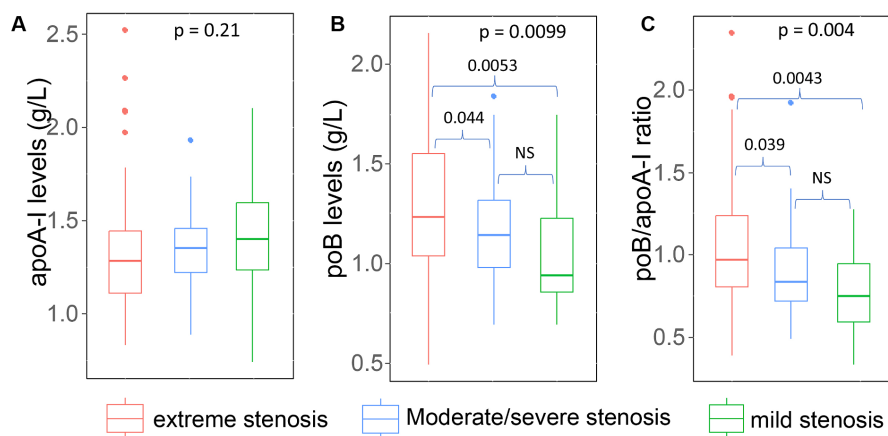 A
p = 0.21
apoA-I levels (g/L)
2.5
2.0
1.5
1.0
B
p = 0.0099
0.0053
0.044
NS
poB levels (g/L)
2.0
1.5
1.0
0.5
C
p = 0.004
0.0043
0.039
NS
poB/apoA-I ratio
2.0
1.5
1.0
0.5
extreme stenosis
Moderate/severe stenosis
mild stenosis